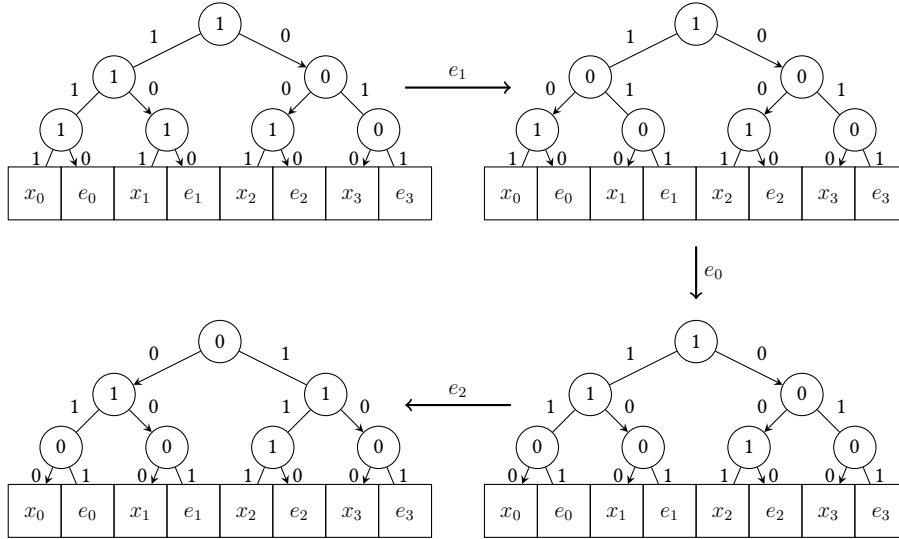 1
1 0
1 0
1 0 0 1
1 1 1 0
1 0 1 0 1 0 0 1
x₀ e₀ x₁ e₁ x₂ e₂ x₃ e₃
e₁
1
1 0
0 0
0 1 0 1
1 0 1 0
1 0 0 1 1 0 0 1
x₀ e₀ x₁ e₁ x₂ e₂ x₃ e₃
e₀
0
0 1
1 1
1 0 1 0
0 0 1 0
0 1 0 1 1 0 0 1
x₀ e₀ x₁ e₁ x₂ e₂ x₃ e₃
e₂
1
1 0
1 0
1 0 0 1
0 0 1 0
0 1 0 1 1 0 0 1
x₀ e₀ x₁ e₁ x₂ e₂ x₃ e₃